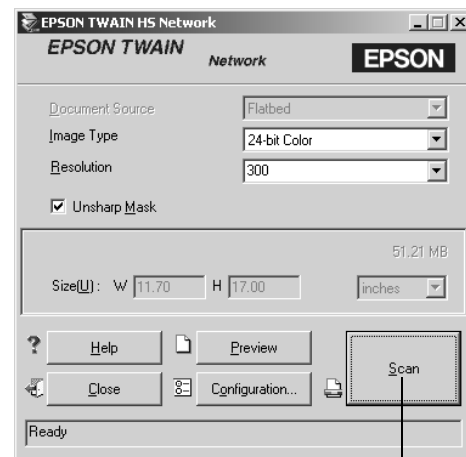 EPSON TWAIN HS Network
EPSON TWAIN Network EPSON
Document Source Flatbed
Image Type 24-bit Color
Resolution 300
Unsharp Mask
51.21 MB
Size(U) : W 11.70 H 17.00 inches
? Help Preview
Scan
Close Configuration...
Ready